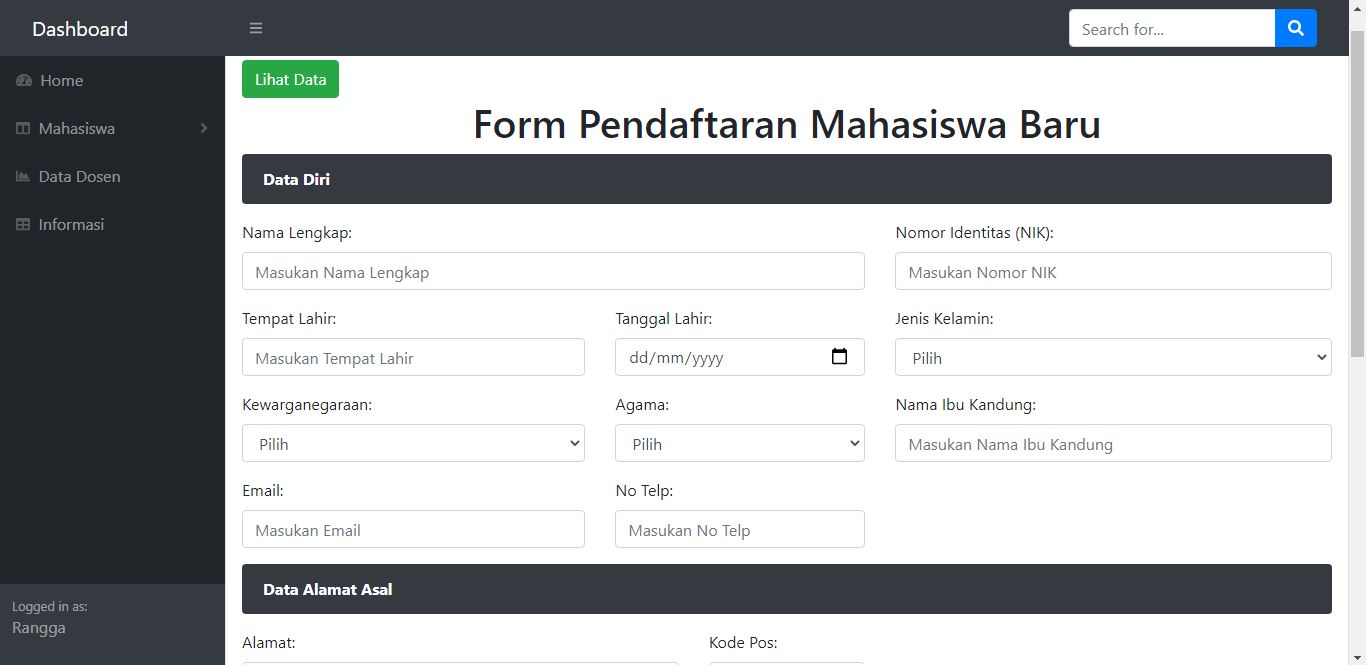 Dashboard
Search for...
Home
Mahasiswa
Data Dosen
Informasi
Logged in as:
Rangga
Lihat Data
Form Pendaftaran Mahasiswa Baru
Data Diri
Nama Lengkap: Nomor Identitas (NIK):
Masukan Nama Lengkap Masukan Nomor NIK
Tempat Lahir: Tanggal Lahir: Jenis Kelamin:
Masukan Tempat Lahir dd/mm/yyyy Pilih
Kewarganegaraan: Agama: Nama Ibu Kandung:
Pilih Pilih Masukan Nama Ibu Kandung
Email: No Telp:
Masukan Email Masukan No Telp
Data Alamat Asal
Alamat: Kode Pos: